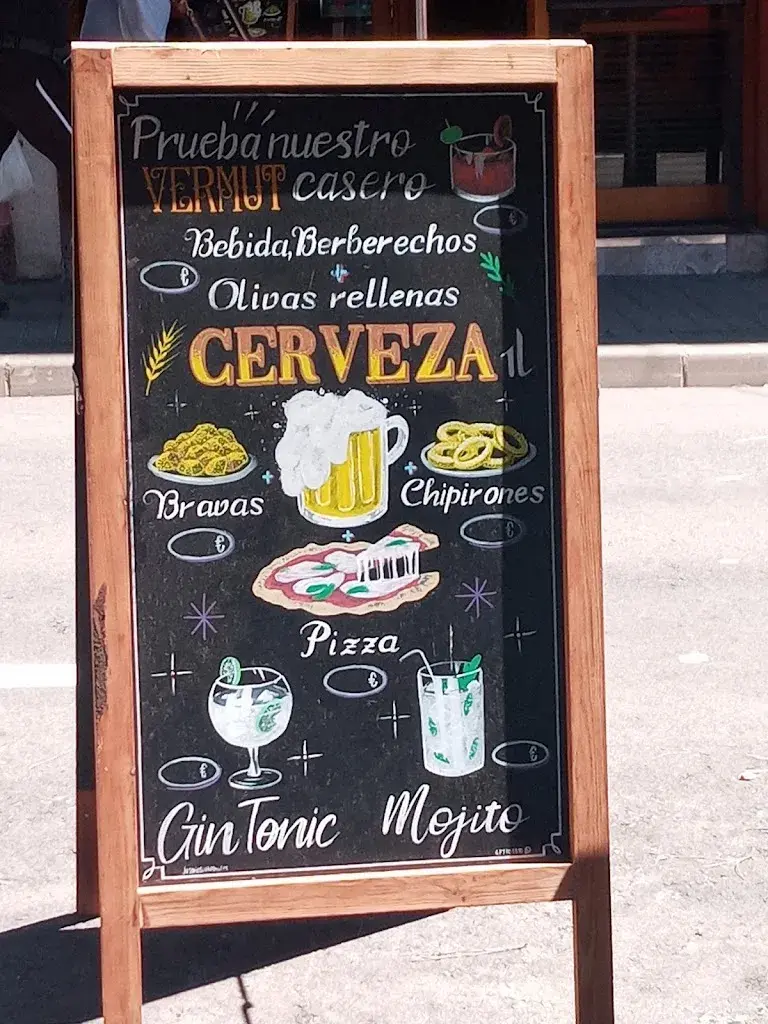 Prueba nuestro
VERMUT casero
€
Bebida, Berberechos
€
+
Olivas rellenas
CERVEZA 1L
+ +
Bravas Chipirones
€ €
+
Pizza
€
€ €
Gin Tonic Mojito